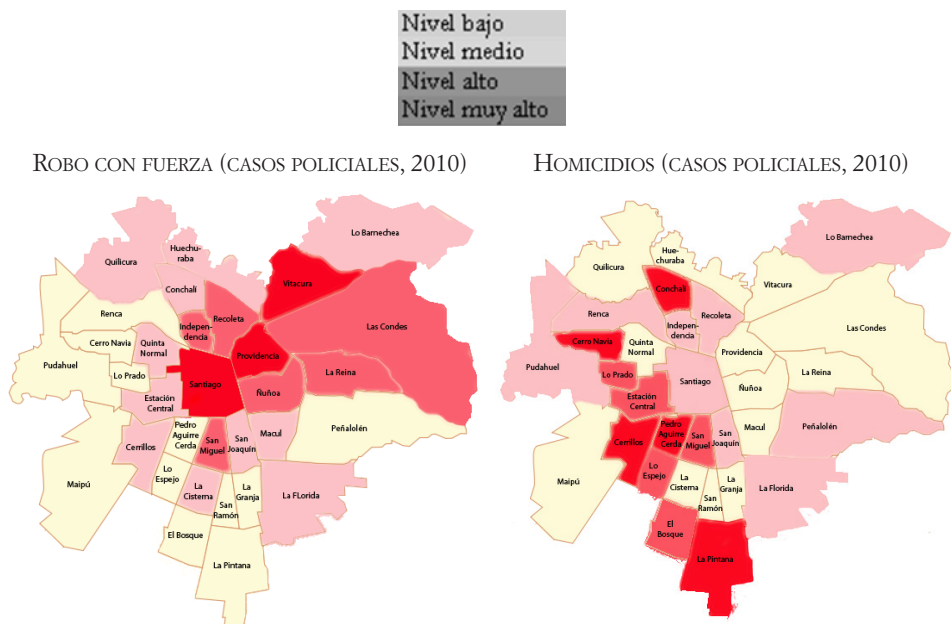 Nivel bajo
Nivel medio
Nivel alto
Nivel muy alto
ROBO CON FUERZA (CASOS POLICIALES, 2010)
Lo Barnechea
Huechu-
raba
Quilicura
Vitacura
Conchalí
Recoleta
Renca
Las Condes
Indepen-
dencia
Cerro Navia
Quinta
Normal
Providencia
Pudahuel
Lo Prado
La Reina
Santiago
Ñuñoa
Estación
Central
Peñalolén
Pedro
Aguirre
Cerda
San
Miguel
San
Joaquín
Macul
Cerrillos
Maipú
Lo
Espejo
La
Cisterna
La
Granja
La FLorida
San
Ramón
El Bosque
La Pintana
HOMICIDIOS (CASOS POLICIALES, 2010)
Lo Barnechea
Hue-
churaba
Quilicura
Vitacura
Conchalí
Renca
Recoleta
Indepen-
dencia
Las Condes
Cerro Navia
Quinta
Normal
Providencia
Pudahuel
Lo Prado
La Reina
Santiago
Ñuñoa
Estación
Central
Peñalolén
Pedro
Aguirre
Cerda
San
Miguel
San
Joaquín
Macul
Cerrillos
Maipú
Lo
Espejo
La
Cisterna
La
Granja
La Florida
San
Ramón
El
Bosque
La Pintana